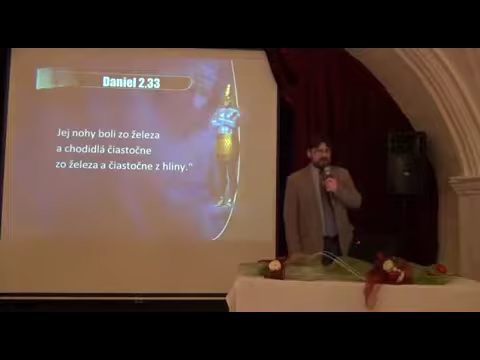 Daniel 2,33
Jej nohy boli zo železa
a chodidlá čiastočne
zo železa a čiastočne z hliny."